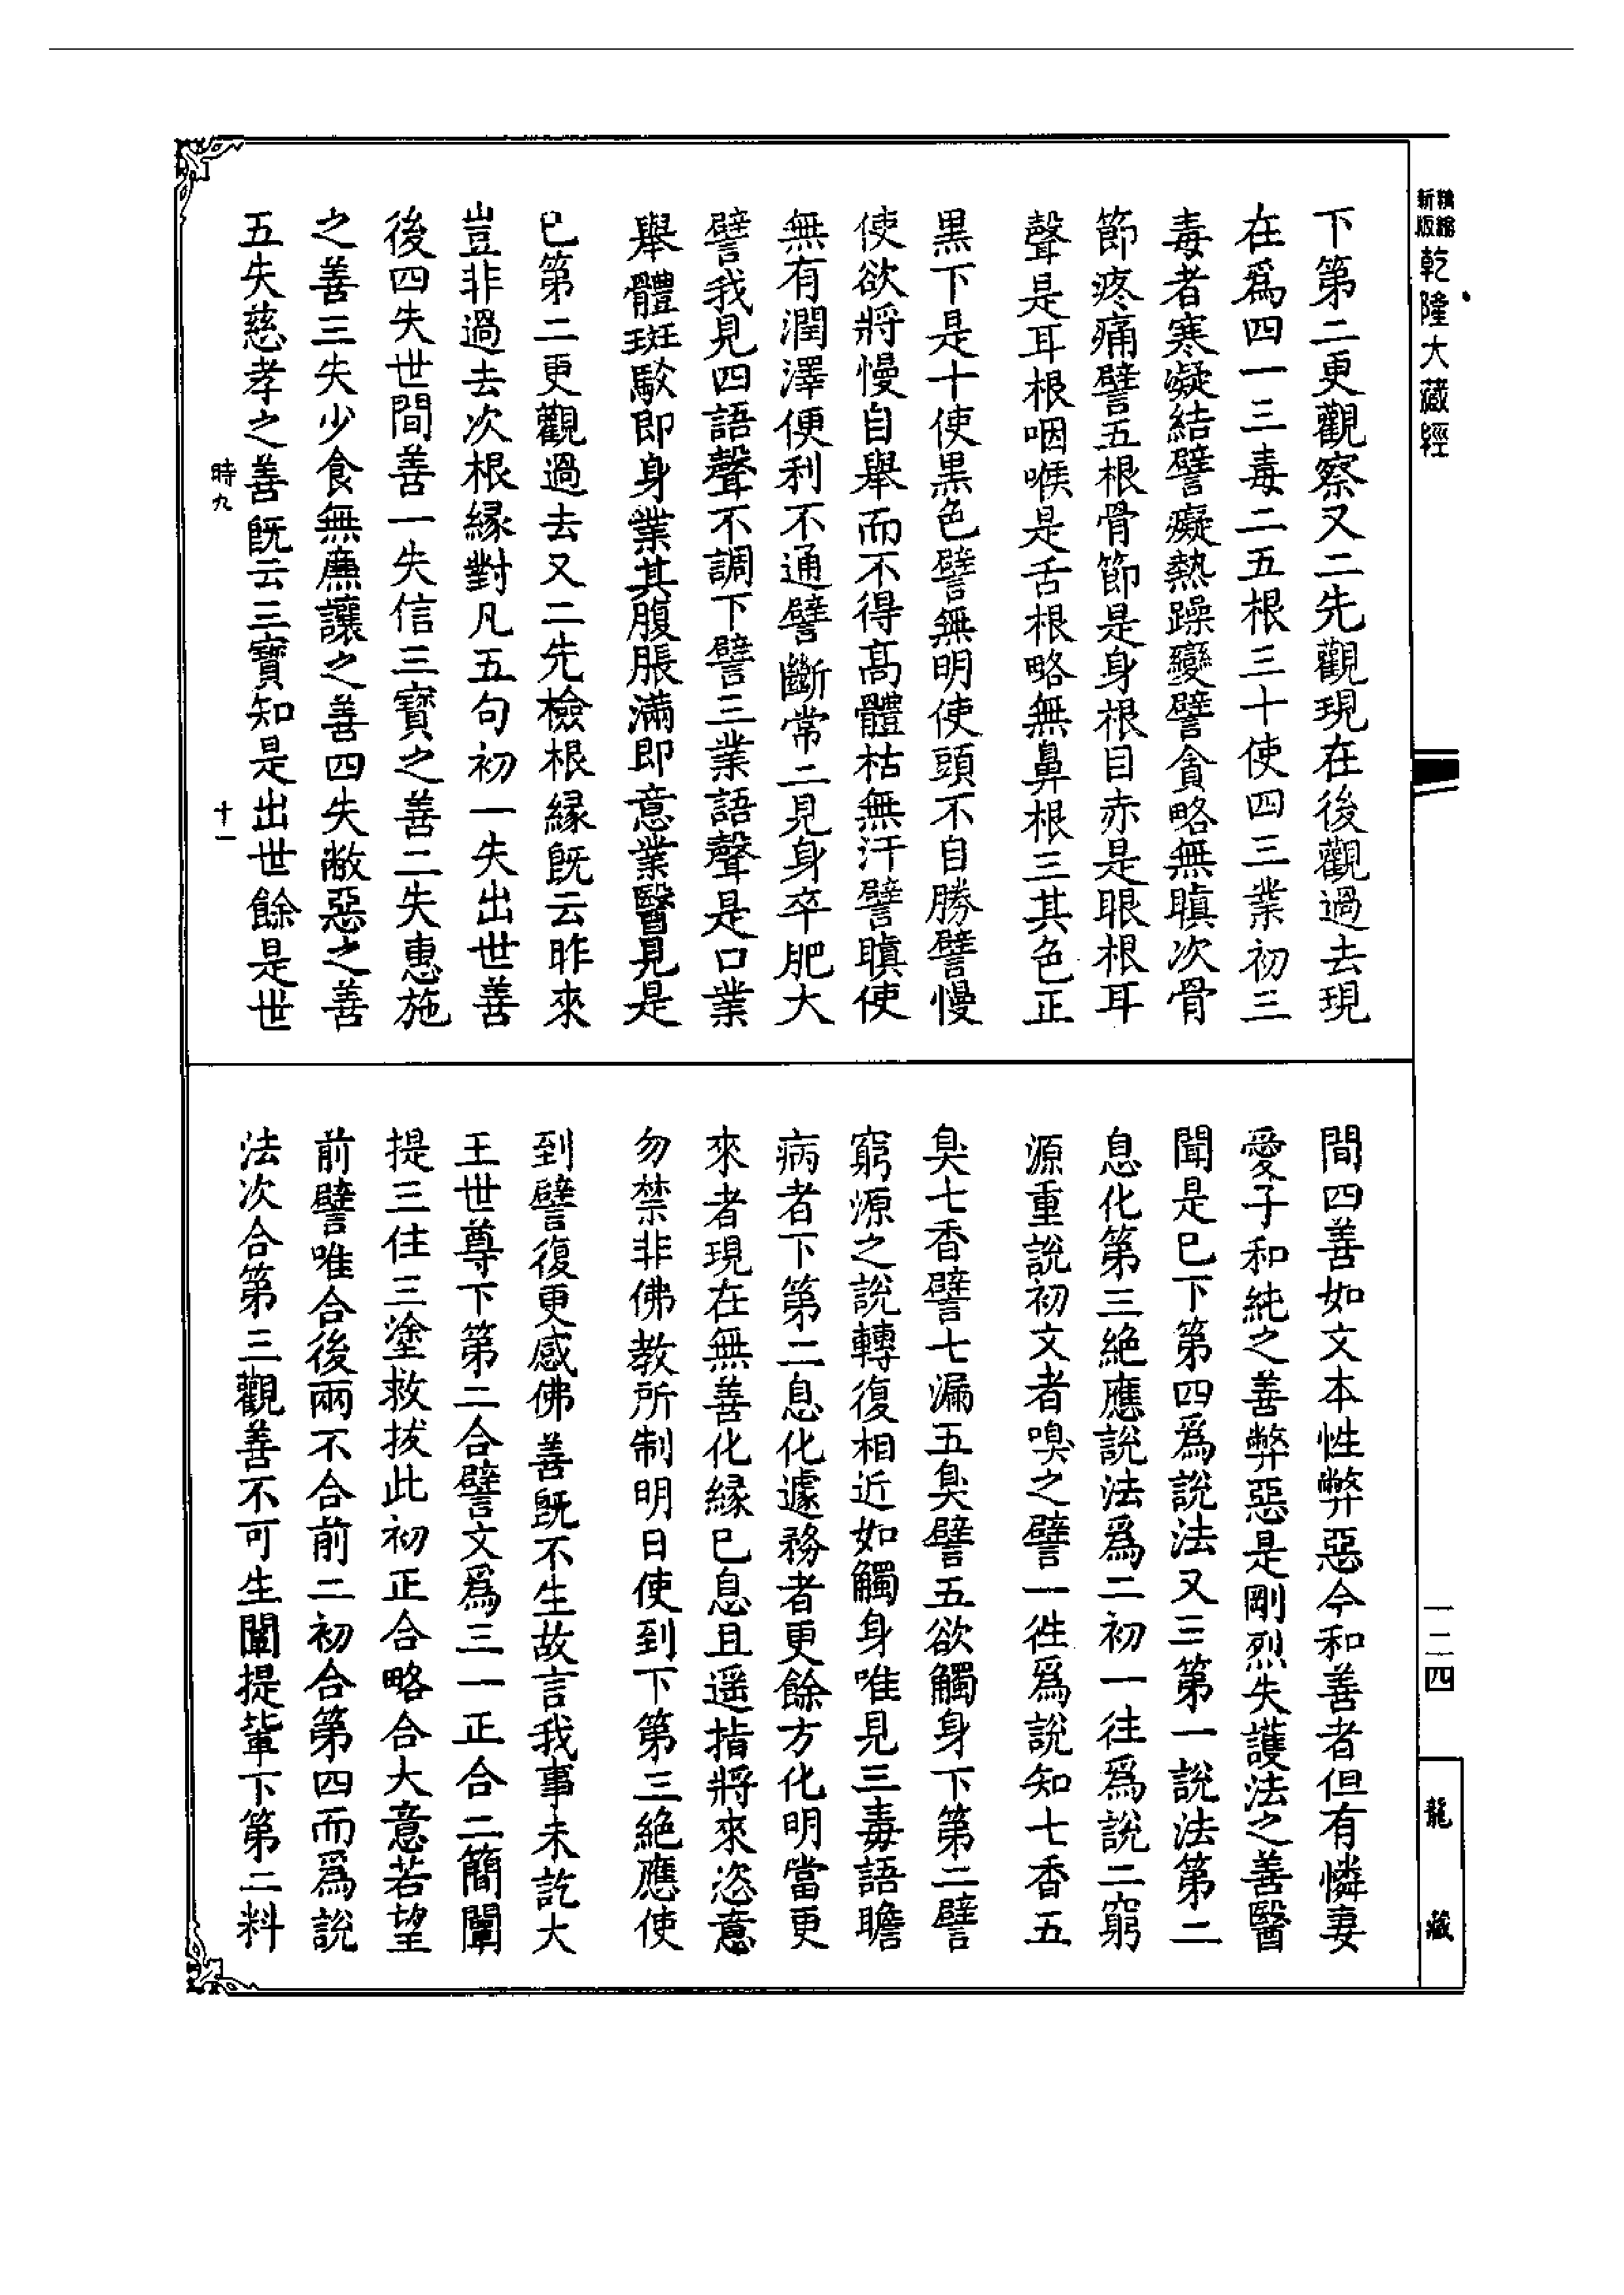 精縮
新版
乾隆大藏經
下第二更觀察又二先觀現在後觀過去現
在爲四一三毒二五根三十使四三業初三
毒者寒凝結譬癡熱躁變譬貪略無瞋次骨
節疼痛譬五根骨節是身根目赤是眼根耳
聲是耳根咽喉是舌根略無鼻根三其色正
黑下是十使黑色譬無明使頭不自勝譬慢
使欲將慢自舉而不得高體枯無汗譬瞋使
無有潤澤便利不通譬斷常二見身卒肥大
譬我見四語聲不調下譬三業語聲是口業
舉體斑駮即身業其腹脹滿即意業醫見是
已第二更觀過去又二先檢根緣既云昨來
豈非過去次根緣對凡五句初一失出世善
後四失世間善一失信三寶之善二失惠施
之善三失少食無廉讓之善四失敝惡之善
五失慈孝之善既云三寶知是出世餘是世
時九
十一
間四善如文本性弊惡今和善者但有憐妻
愛子和純之善弊惡是剛烈失護法之善醫
聞是已下第四爲說法又三第一說法第二
息化第三絕應說法爲二初一往爲說二窮
源重說初文者嗅之譬一徃爲說知七香五
臭七香譬七漏五臭譬五欲觸身下第二譬
窮源之說轉復相近如觸身唯見三毒語瞻
病者下第二息化遽務者更餘方化明當更
來者現在無善化緣已息且遥指將來恣意
勿禁非佛教所制明日使到下第三絕應使
到譬復更感佛善旣不生故言我事未訖大
王世尊下第二合譬文爲三一正合二簡闡
提三住三塗救拔此初正合略合大意若望
前譬唯合後兩不合前二初合第四而爲說
法次合第三觀善不可生闡提軰下第二料
一二四
龍藏